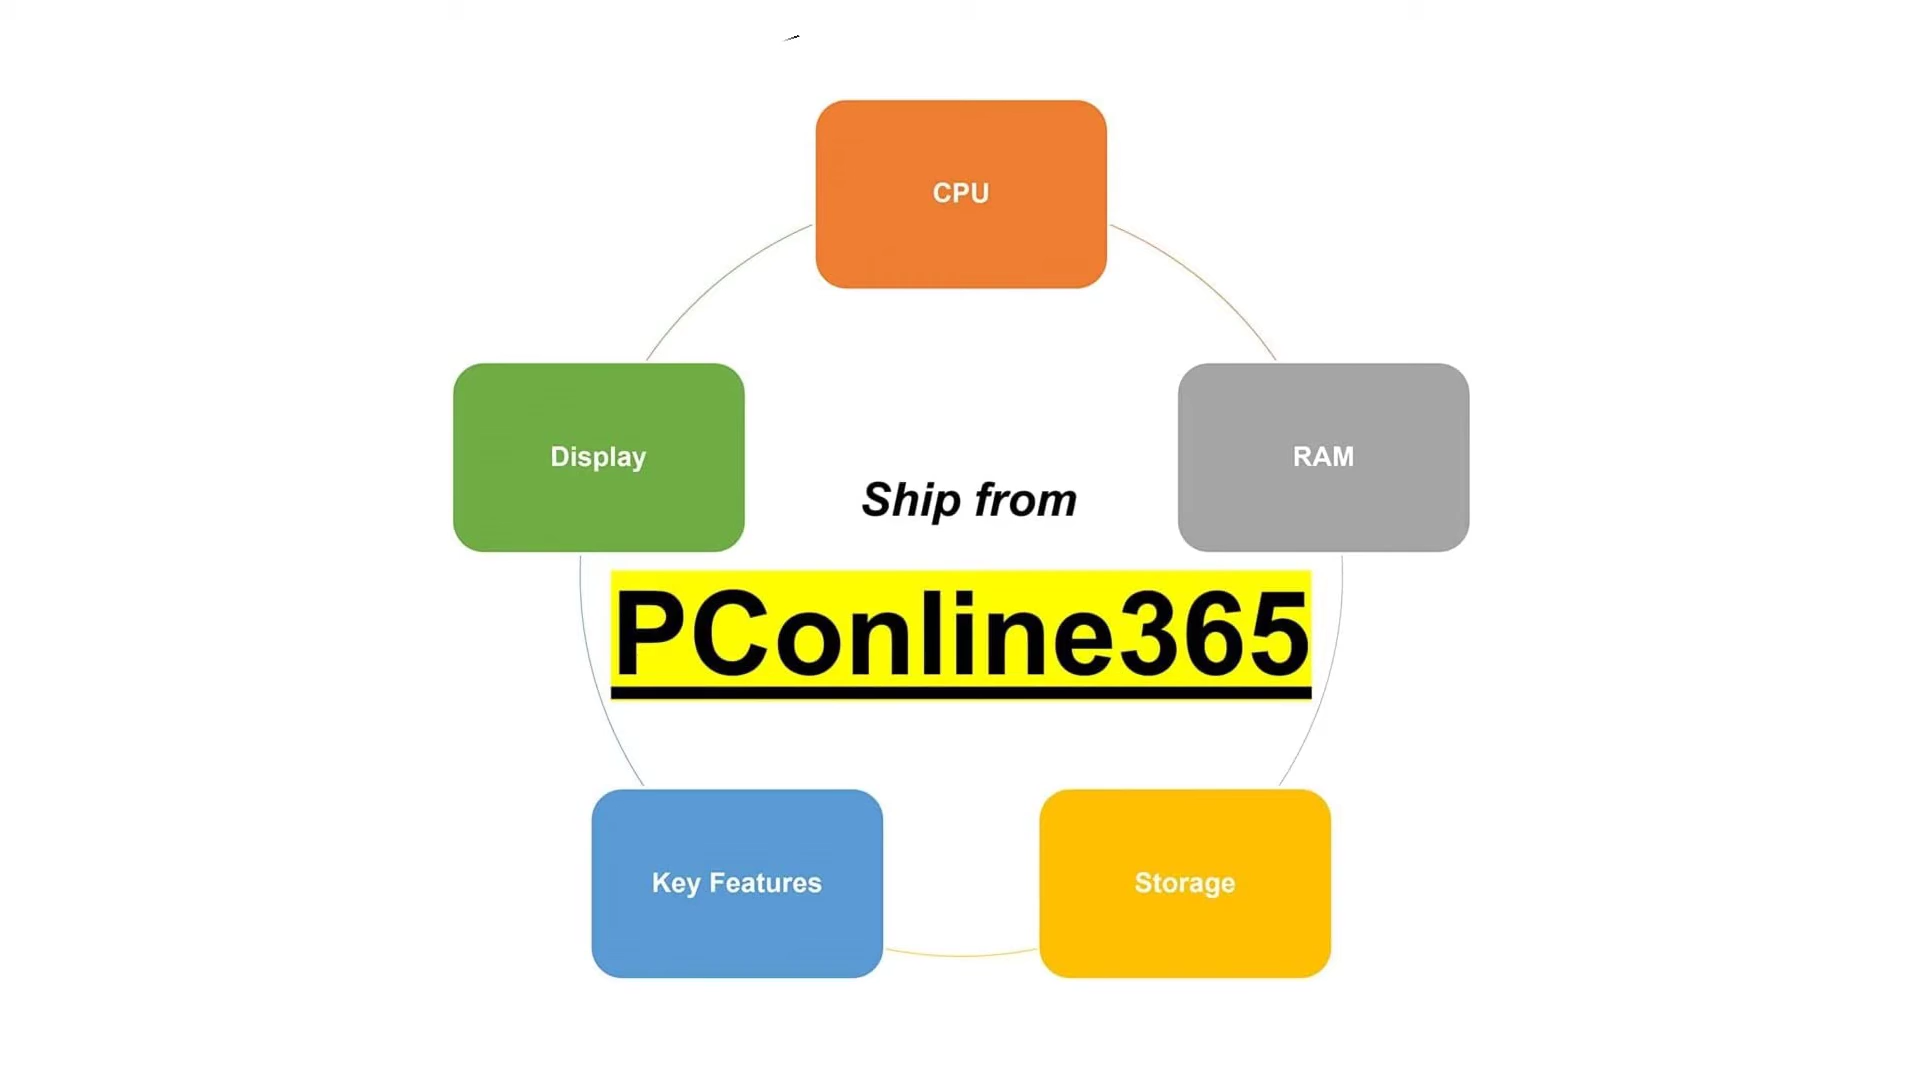 CPU
Display
RAM
Ship from
PConline365
Key Features
Storage